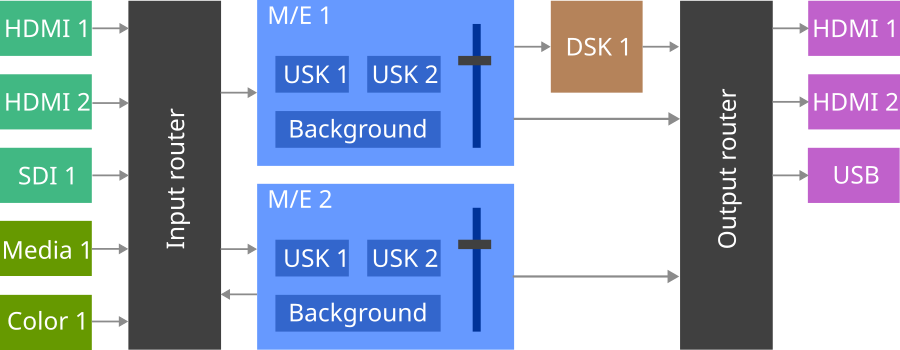 HDMI 1
HDMI 2
SDI 1
Media 1
Color 1
Input router
M/E 1
USK 1
USK 2
Background
M/E 2
USK 1
USK 2
Background
DSK 1
Output router
HDMI 1
HDMI 2
USB